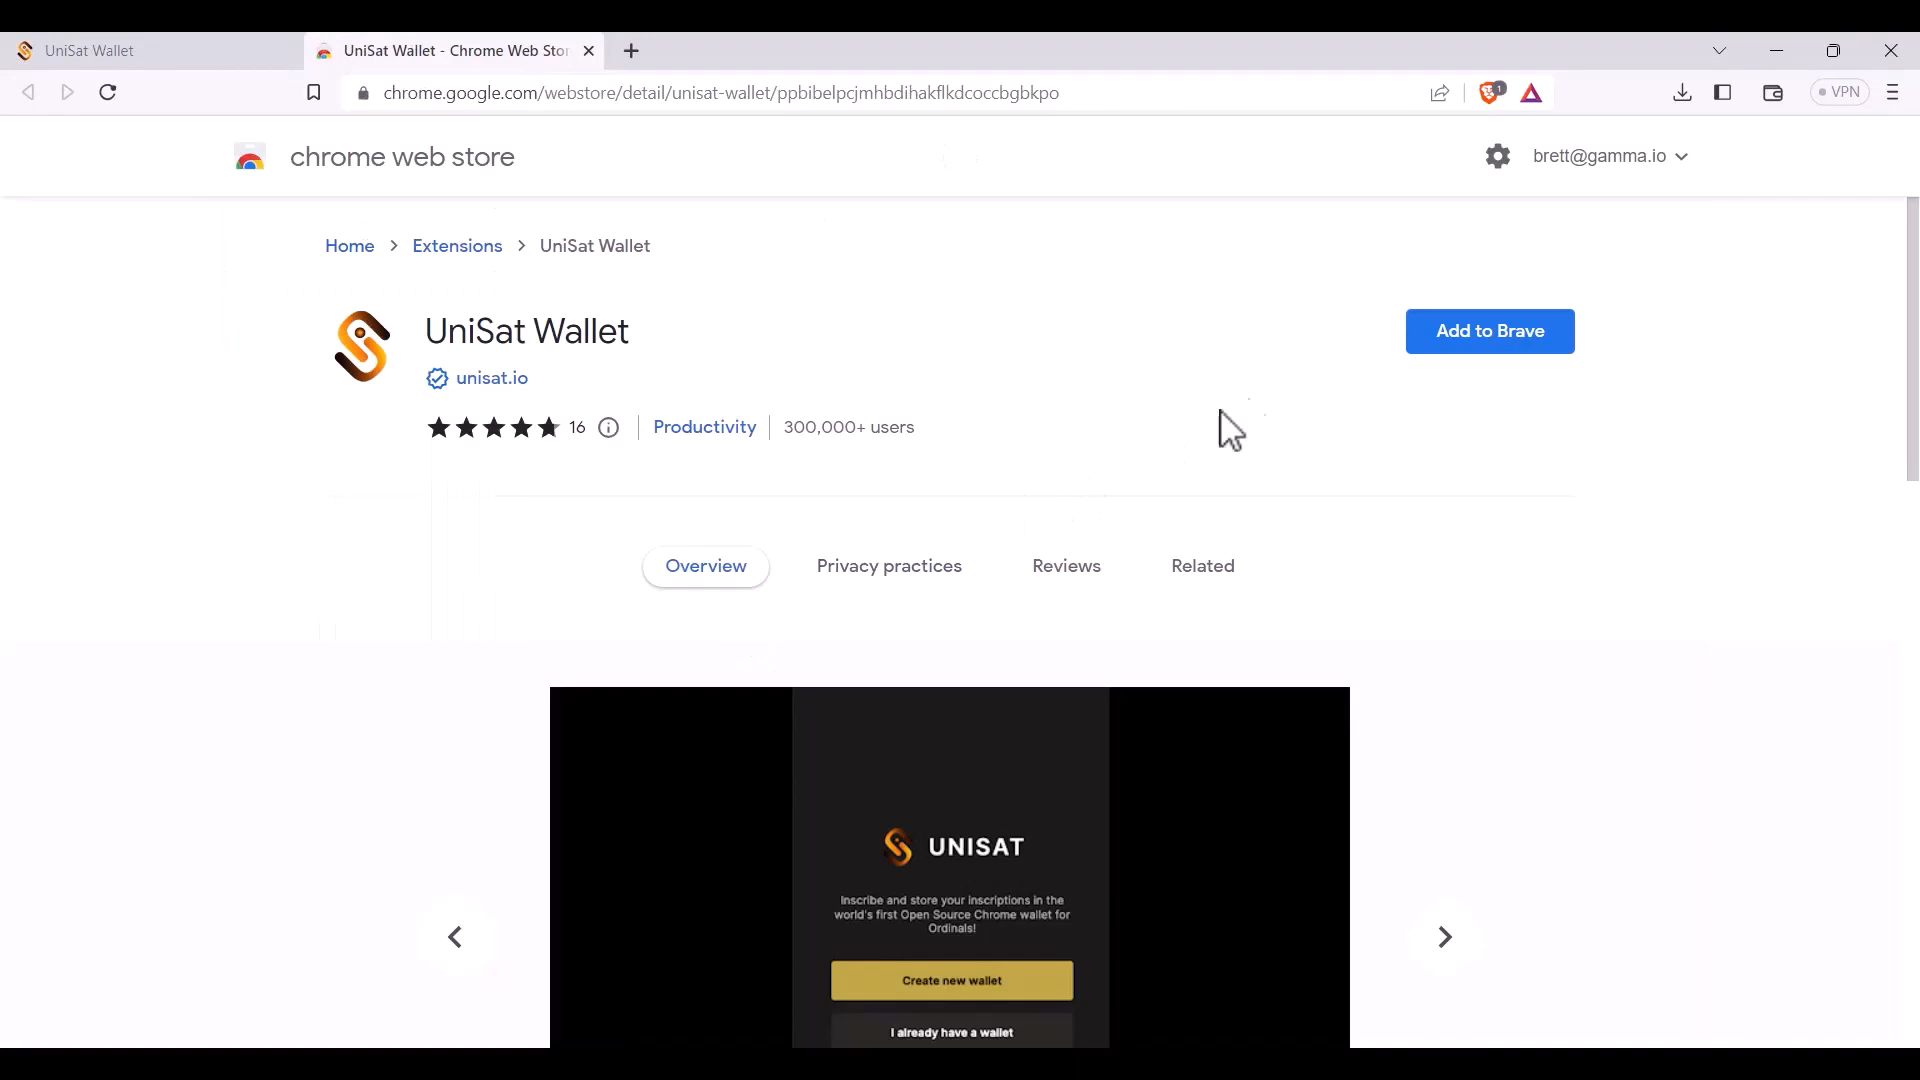 UniSat Wallet
UniSat Wallet - Chrome Web Stor
chrome.google.com/webstore/detail/unisat-wallet/ppbibelpcjmhbdihakflkdcoccbgbkpo
1
VPN
chrome web store
brett@gamma.io
Home > Extensions > UniSat Wallet
UniSat Wallet
Add to Brave
unisat.io
16
Productivity
300,000+ users
Overview
Privacy practices
Reviews
Related
UNISAT
Inscribe and store your inscriptions in the
world's first Open Source Chrome wallet for
Ordinals!
Create new wallet
I already have a wallet